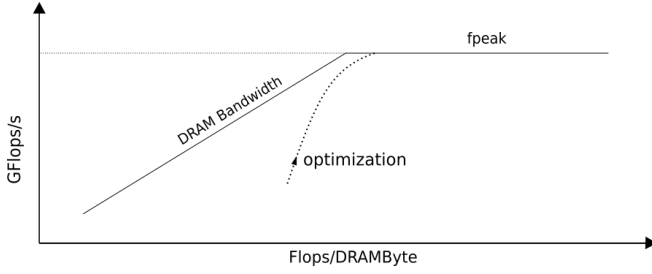 fpeak
DRAM Bandwidth
optimization
GFlops/s
Flops/DRAMByte